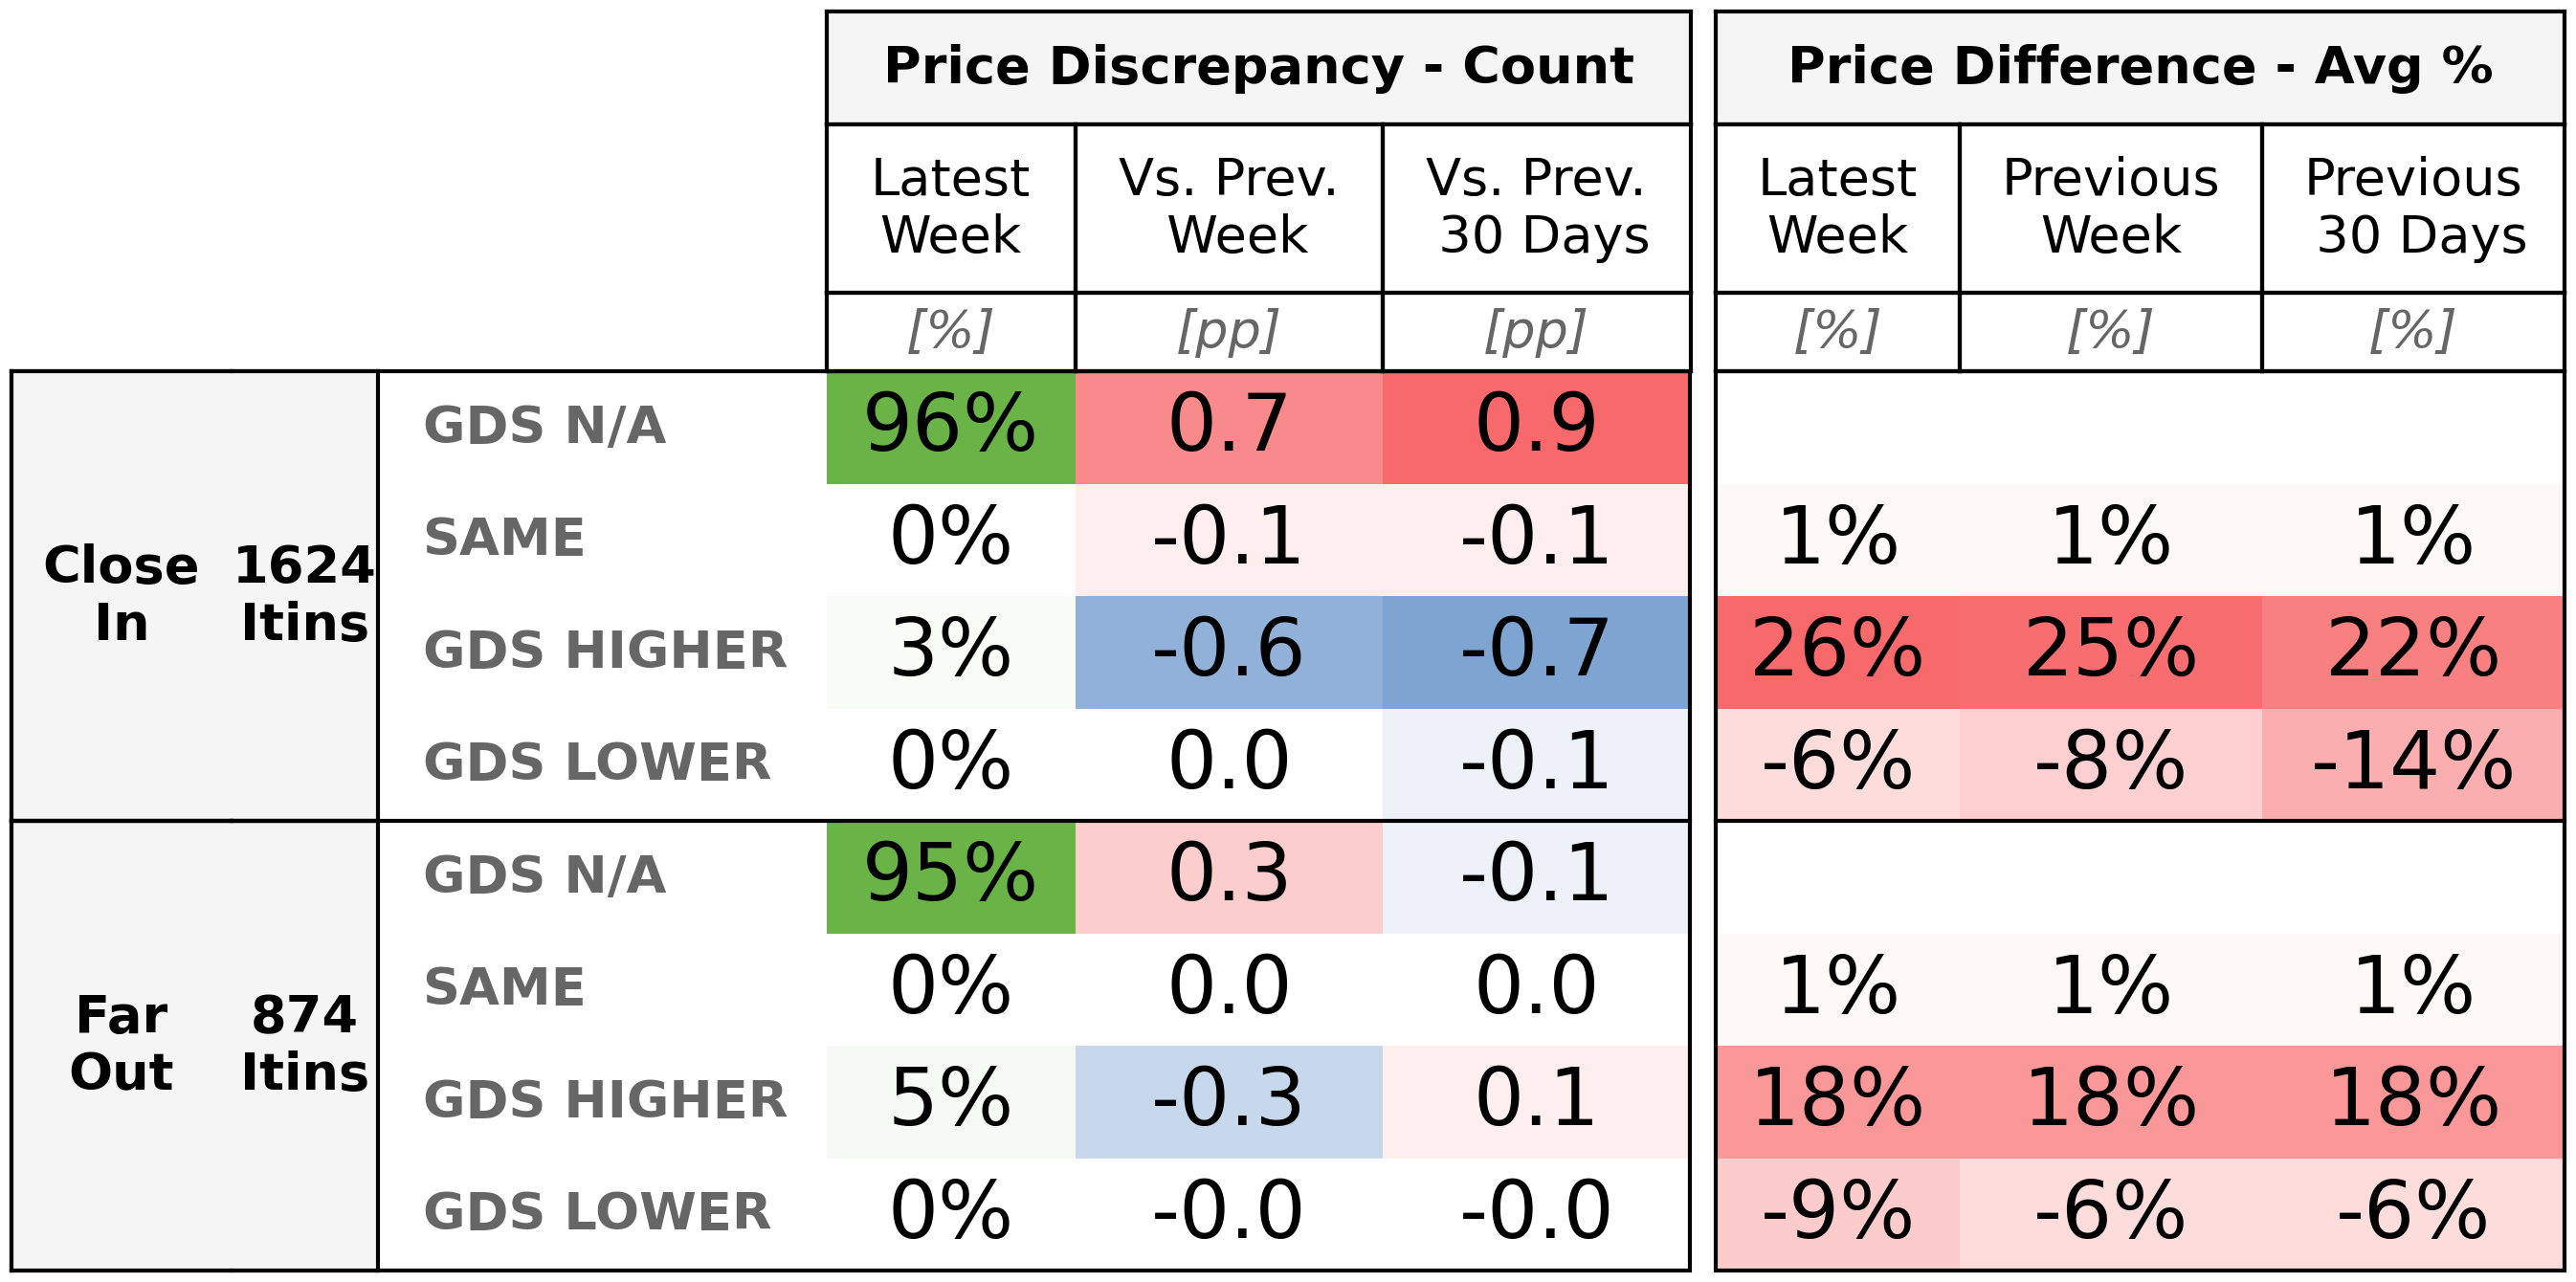 Price Discrepancy - Count Price Difference - Avg %
Latest Week Vs. Prev. Week Vs. Prev. 30 Days Latest Week Previous Week Previous 30 Days
[%] [pp] [pp] [%] [%] [%]
Close In 1624 Itins
GDS N/A 96% 0.7 0.9
SAME 0% -0.1 -0.1 1% 1% 1%
GDS HIGHER 3% -0.6 -0.7 26% 25% 22%
GDS LOWER 0% 0.0 -0.1 -6% -8% -14%
Far Out 874 Itins
GDS N/A 95% 0.3 -0.1
SAME 0% 0.0 0.0 1% 1% 1%
GDS HIGHER 5% -0.3 0.1 18% 18% 18%
GDS LOWER 0% -0.0 -0.0 -9% -6% -6%